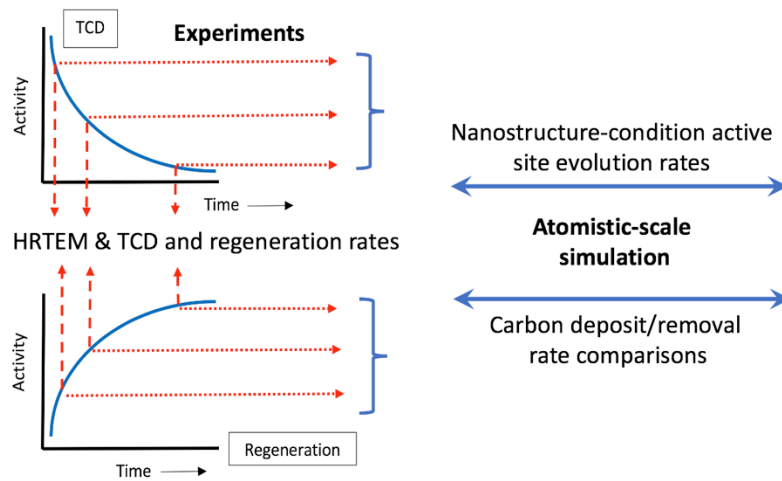 TCD
Experiments
Activity
Time
HRTEM & TCD and regeneration rates
Activity
Regeneration
Time
Nanostructure-condition active
site evolution rates
Atomistic-scale
simulation
Carbon deposit/removal
rate comparisons